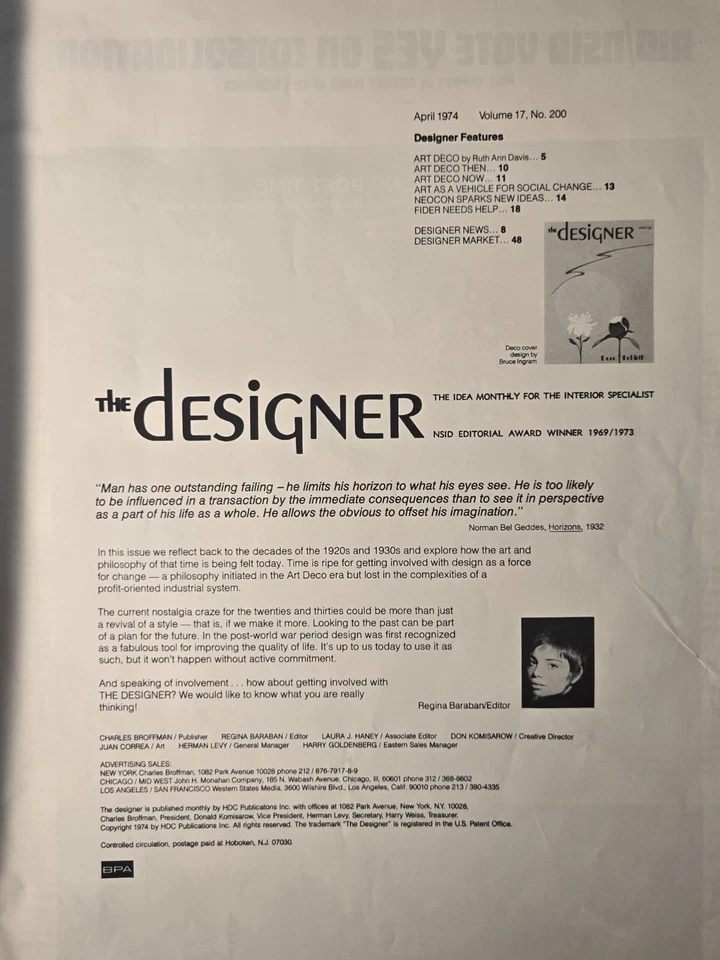 AID/NSID VOTE YES ON CONSOLIDATION
April 1974 Volume 17, No. 200
Designer Features
ART DECO by Ruth Ann Davis... 5
ART DECO THEN... 10
ART DECO NOW... 11
ART AS A VEHICLE FOR SOCIAL CHANGE... 13
NEOCON SPARKS NEW IDEAS... 14
FIDER NEEDS HELP... 18
DESIGNER NEWS... 8
DESIGNER MARKET... 48
the dESiGNER
Deco cover
design by
Bruce Ingram
THE dESiGNER
THE IDEA MONTHLY FOR THE INTERIOR SPECIALIST
NSID EDITORIAL AWARD WINNER 1969/1973
"Man has one outstanding failing – he limits his horizon to what his eyes see. He is too likely
to be influenced in a transaction by the immediate consequences than to see it in perspective
as a part of his life as a whole. He allows the obvious to offset his imagination."
Norman Bel Geddes, Horizons, 1932
In this issue we reflect back to the decades of the 1920s and 1930s and explore how the art and
philosophy of that time is being felt today. Time is ripe for getting involved with design as a force
for change — a philosophy initiated in the Art Deco era but lost in the complexities of a
profit-oriented industrial system.
The current nostalgia craze for the twenties and thirties could be more than just
a revival of a style — that is, if we make it more. Looking to the past can be part
of a plan for the future. In the post-world war period design was first recognized
as a fabulous tool for improving the quality of life. It's up to us today to use it as
such, but it won't happen without active commitment.
And speaking of involvement . . . how about getting involved with
THE DESIGNER? We would like to know what you are really
thinking!
Regina Baraban/Editor
CHARLES BROFFMAN / Publisher REGINA BARABAN / Editor LAURA J. HANEY / Associate Editor DON KOMISAROW / Creative Director
JUAN CORREA / Art HERMAN LEVY / General Manager HARRY GOLDENBERG / Eastern Sales Manager
ADVERTISING SALES:
NEW YORK Charles Broffman, 1082 Park Avenue 10028 phone 212 / 876-7917-8-9
CHICAGO / MID WEST John H. Monahan Company, 185 N. Wabash Avenue, Chicago, Ill, 60601 phone 312 / 368-8602
LOS ANGELES / SAN FRANCISCO Western States Media, 3600 Wilshire Blvd., Los Angeles, Calif. 90010 phone 213 / 380-4335
The designer is published monthly by HDC Publicatons Inc. with offices at 1082 Park Avenue, New York, N.Y. 10028,
Charles Broffman, President, Donald Komisarow, Vice President, Herman Levy, Secretary, Harry Weiss, Treasurer.
Copyright 1974 by HDC Publications Inc. All rights reserved. The trademark "The Designer" is registered in the U.S. Patent Office.
Controlled circulation, postage paid at Hoboken, N.J. 07030.
BPA